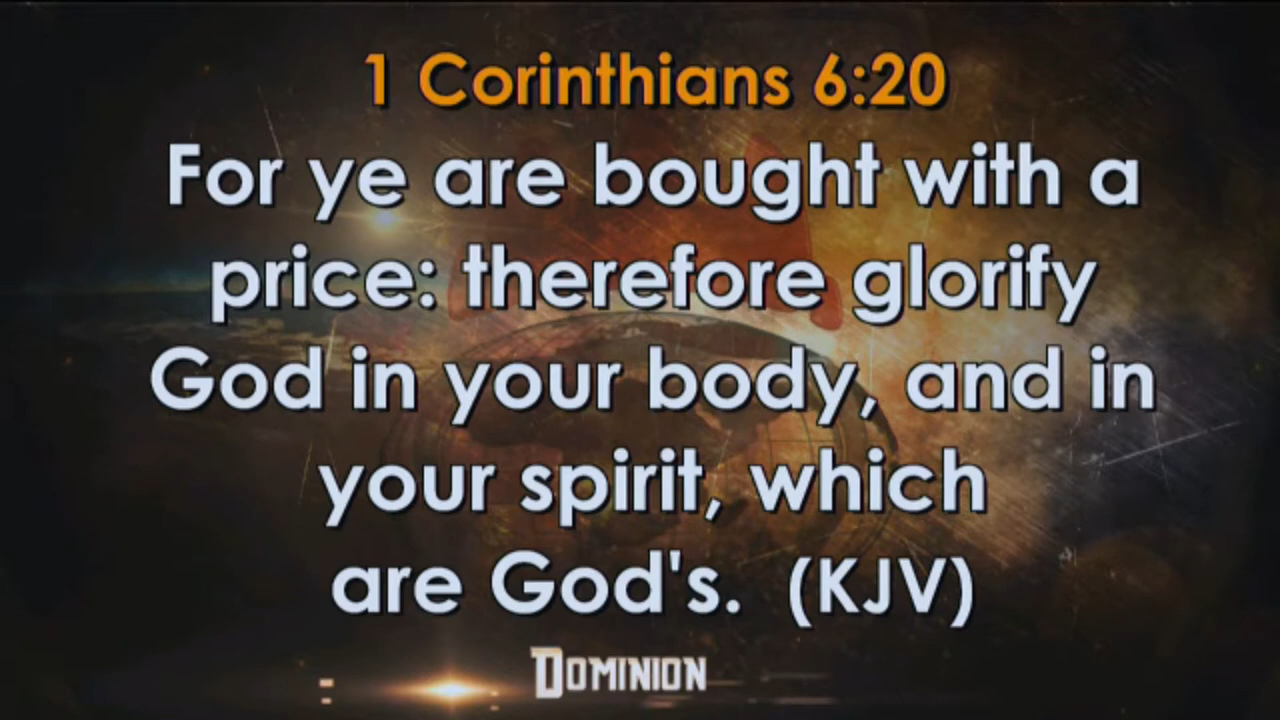 1 Corinthians 6:20
For ye are bought with a
price: therefore glorify
God in your body, and in
your spirit, which
are God's. (KJV)
DOMINION